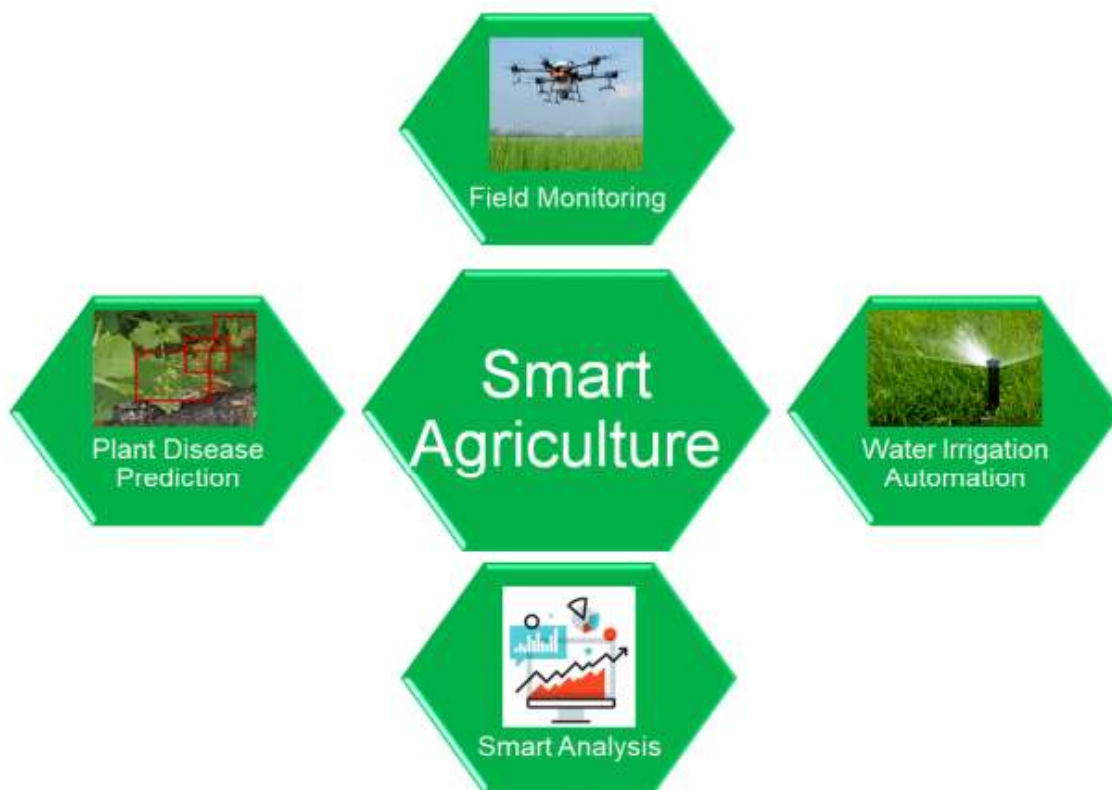 Field Monitoring
Plant Disease
Prediction
Smart
Agriculture
Water Irrigation
Automation
Smart Analysis